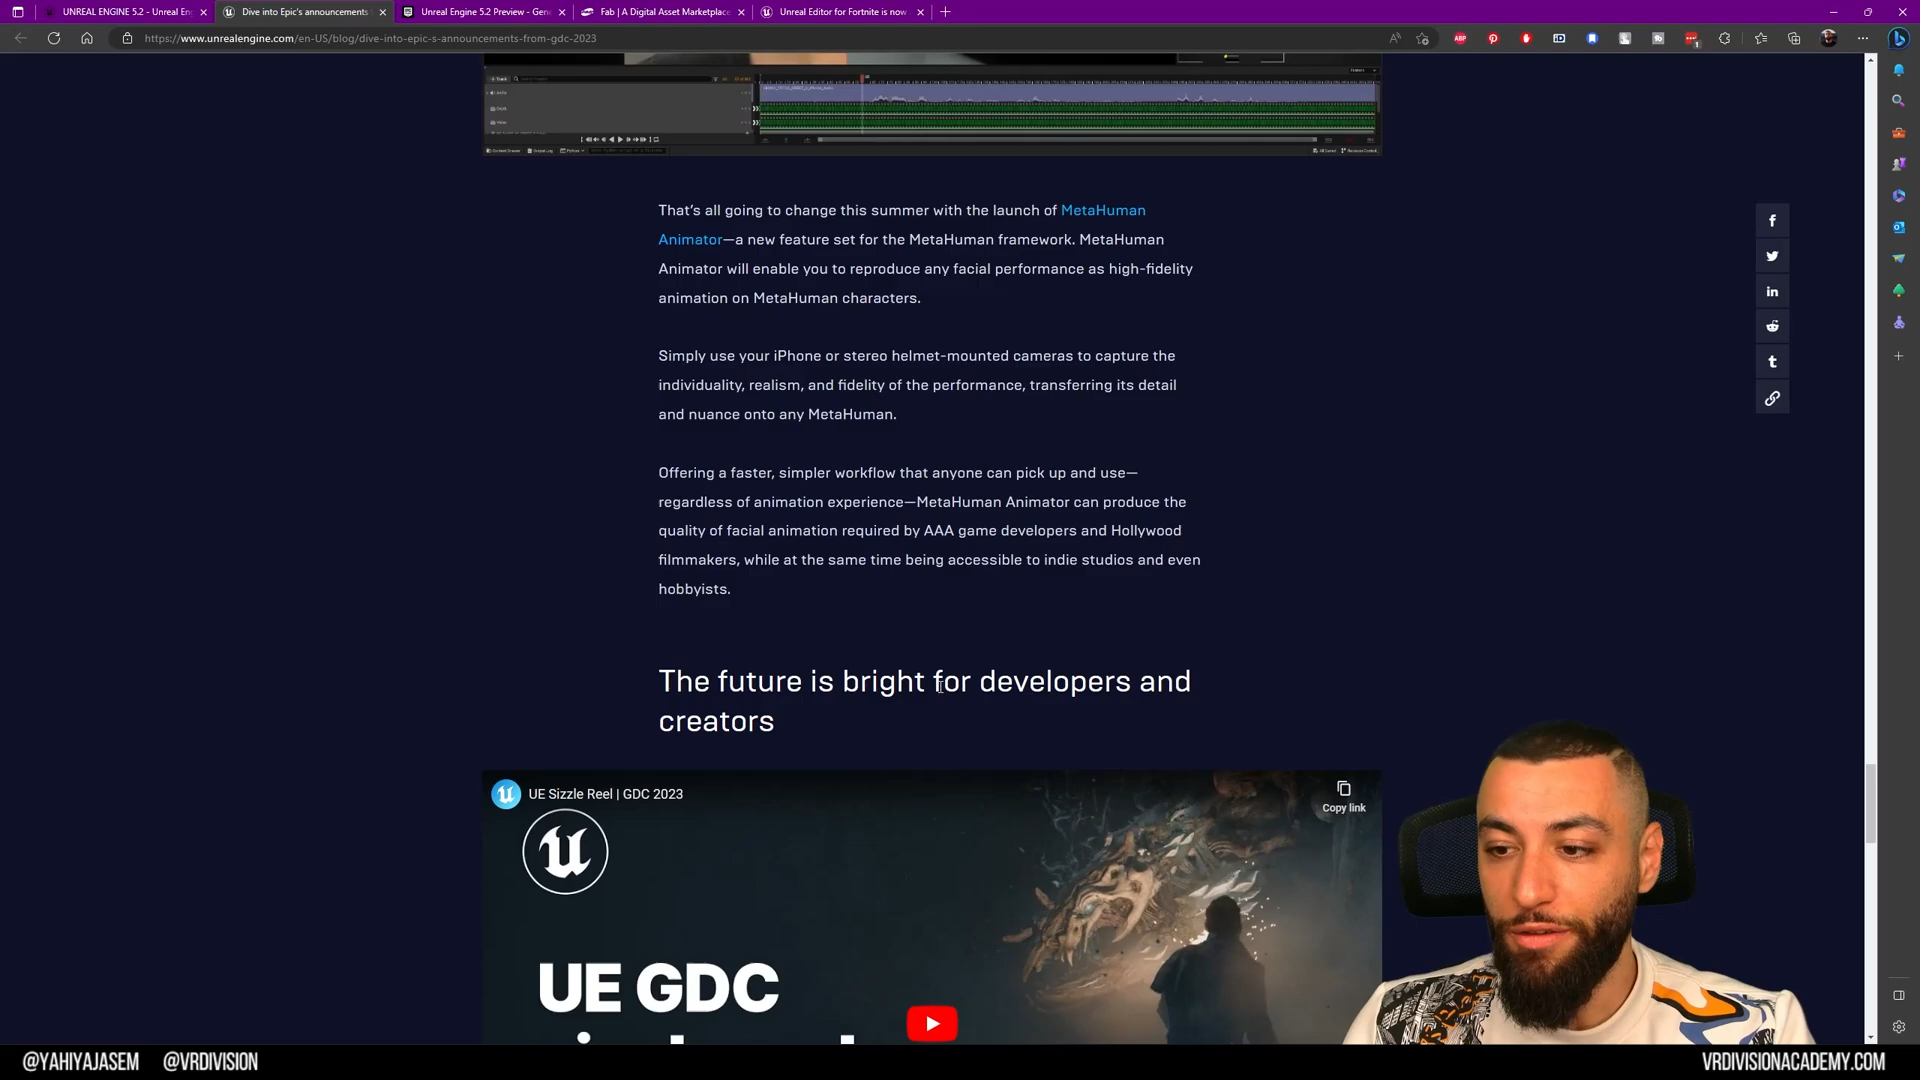 UNREAL ENGINE 5.2 - Unreal En
Dive into Epic's announcements
Unreal Engine 5.2 Preview - Gen
Fab | A Digital Asset Marketplace
Unreal Editor for Fortnite is now
https://www.unrealengine.com/en-US/blog/dive-into-epic-s-announcements-from-gdc-2023
That's all going to change this summer with the launch of MetaHuman
Animator—a new feature set for the MetaHuman framework. MetaHuman
Animator will enable you to reproduce any facial performance as high-fidelity
animation on MetaHuman characters.
Simply use your iPhone or stereo helmet-mounted cameras to capture the
individuality, realism, and fidelity of the performance, transferring its detail
and nuance onto any MetaHuman.
Offering a faster, simpler workflow that anyone can pick up and use—
regardless of animation experience—MetaHuman Animator can produce the
quality of facial animation required by AAA game developers and Hollywood
filmmakers, while at the same time being accessible to indie studios and even
hobbyists.
The future is bright for developers and
creators
UE Sizzle Reel | GDC 2023
Copy link
UE GDC
@YAHIYAJASEM @VRDIVISION
VRDIVISIONACADEMY.COM